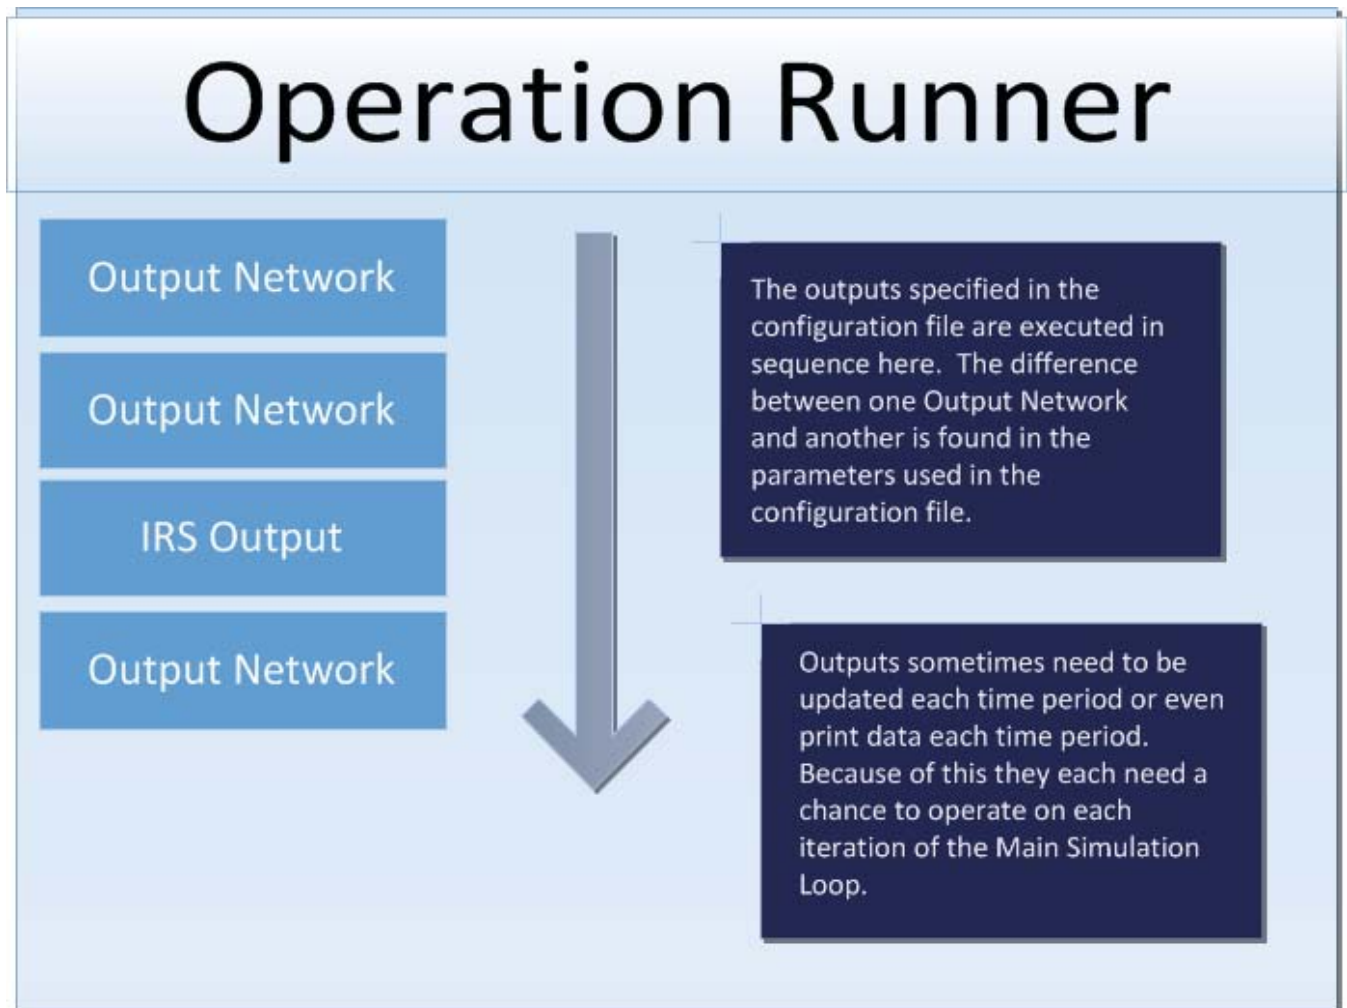 Operation Runner
Output Network
Output Network
IRS Output
Output Network
The outputs specified in the
configuration file are executed in
sequence here.  The difference
between one Output Network
and another is found in the
parameters used in the
configuration file.
Outputs sometimes need to be
updated each time period or even
print data each time period.
Because of this they each need a
chance to operate on each
iteration of the Main Simulation
Loop.